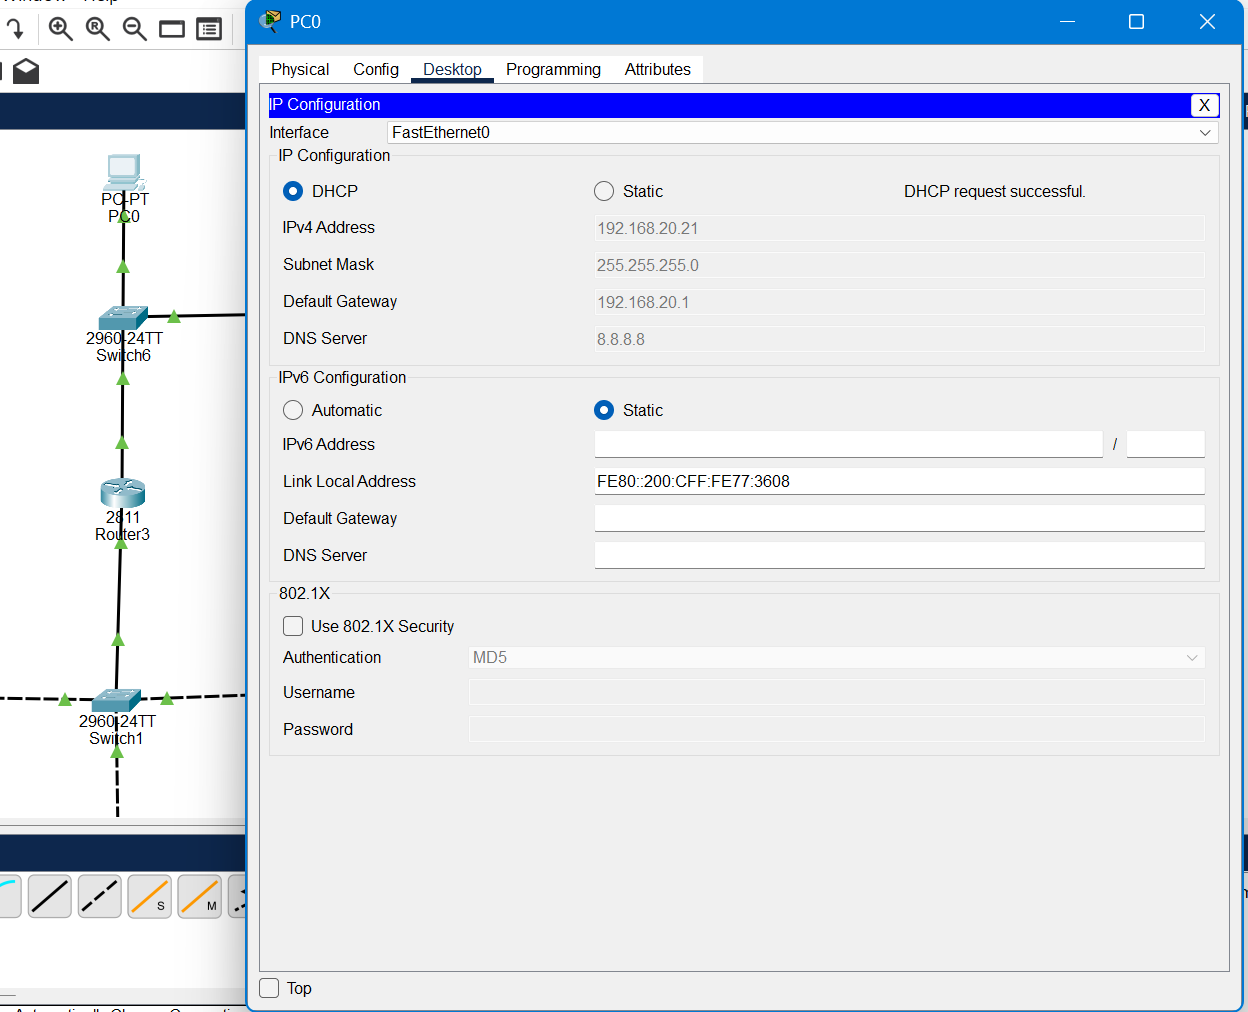 Help
PC0
Physical Config Desktop Programming Attributes
IP Configuration X
Interface FastEthernet0
IP Configuration
DHCP Static DHCP request successful.
IPv4 Address 192.168.20.21
Subnet Mask 255.255.255.0
Default Gateway 192.168.20.1
DNS Server 8.8.8.8
IPv6 Configuration
Automatic Static
IPv6 Address /
Link Local Address FE80::200:CFF:FE77:3608
Default Gateway
DNS Server
802.1X
Use 802.1X Security
Authentication MD5
Username
Password
Top
PC-PT
PC0
2960-24TT
Switch6
2811
Router3
2960-24TT
Switch1
S M